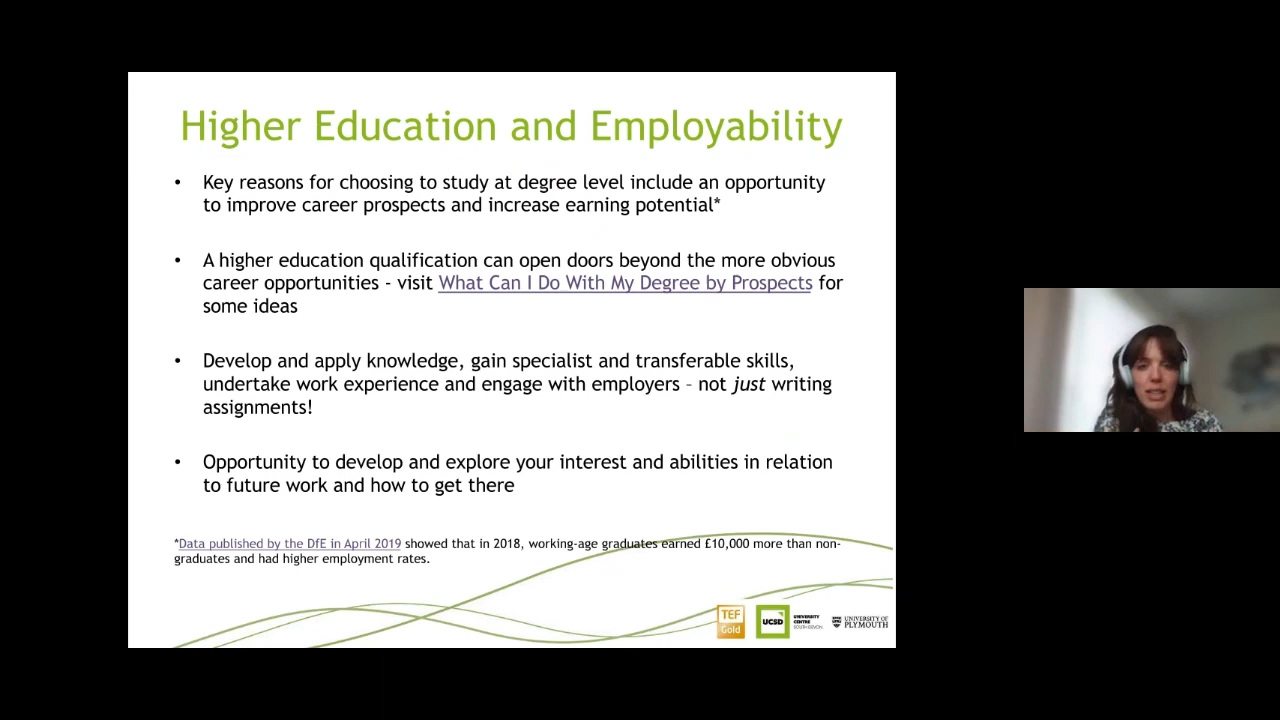 Higher Education and Employability
• Key reasons for choosing to study at degree level include an opportunity
to improve career prospects and increase earning potential*
• A higher education qualification can open doors beyond the more obvious
career opportunities - visit What Can I Do With My Degree by Prospects for
some ideas
• Develop and apply knowledge, gain specialist and transferable skills,
undertake work experience and engage with employers – not just writing
assignments!
• Opportunity to develop and explore your interest and abilities in relation
to future work and how to get there
*Data published by the DfE in April 2019 showed that in 2018, working-age graduates earned £10,000 more than non-
graduates and had higher employment rates.
TEF
Gold
UCSD
UNIVERSITY
CENTRE
SOUTH DEVON
UNIVERSITY OF
PLYMOUTH